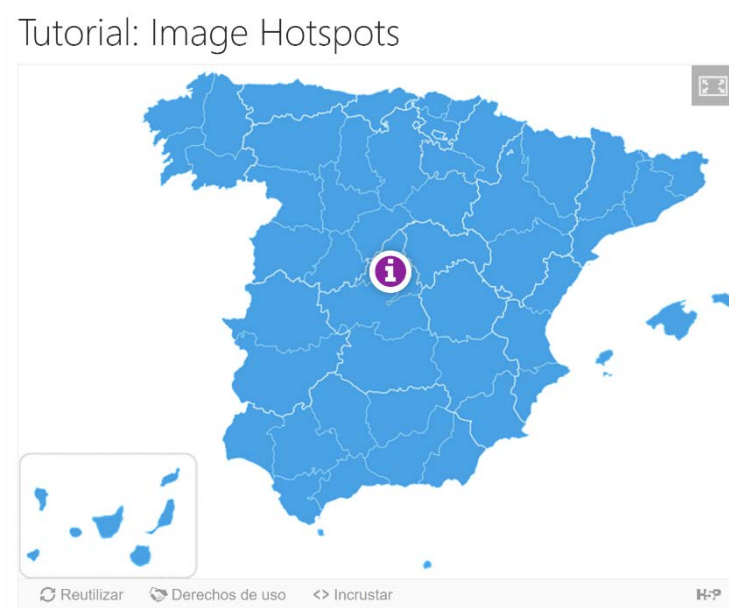 Tutorial: Image Hotspots
i
Reutilizar Derechos de uso <> Incrustar H5P